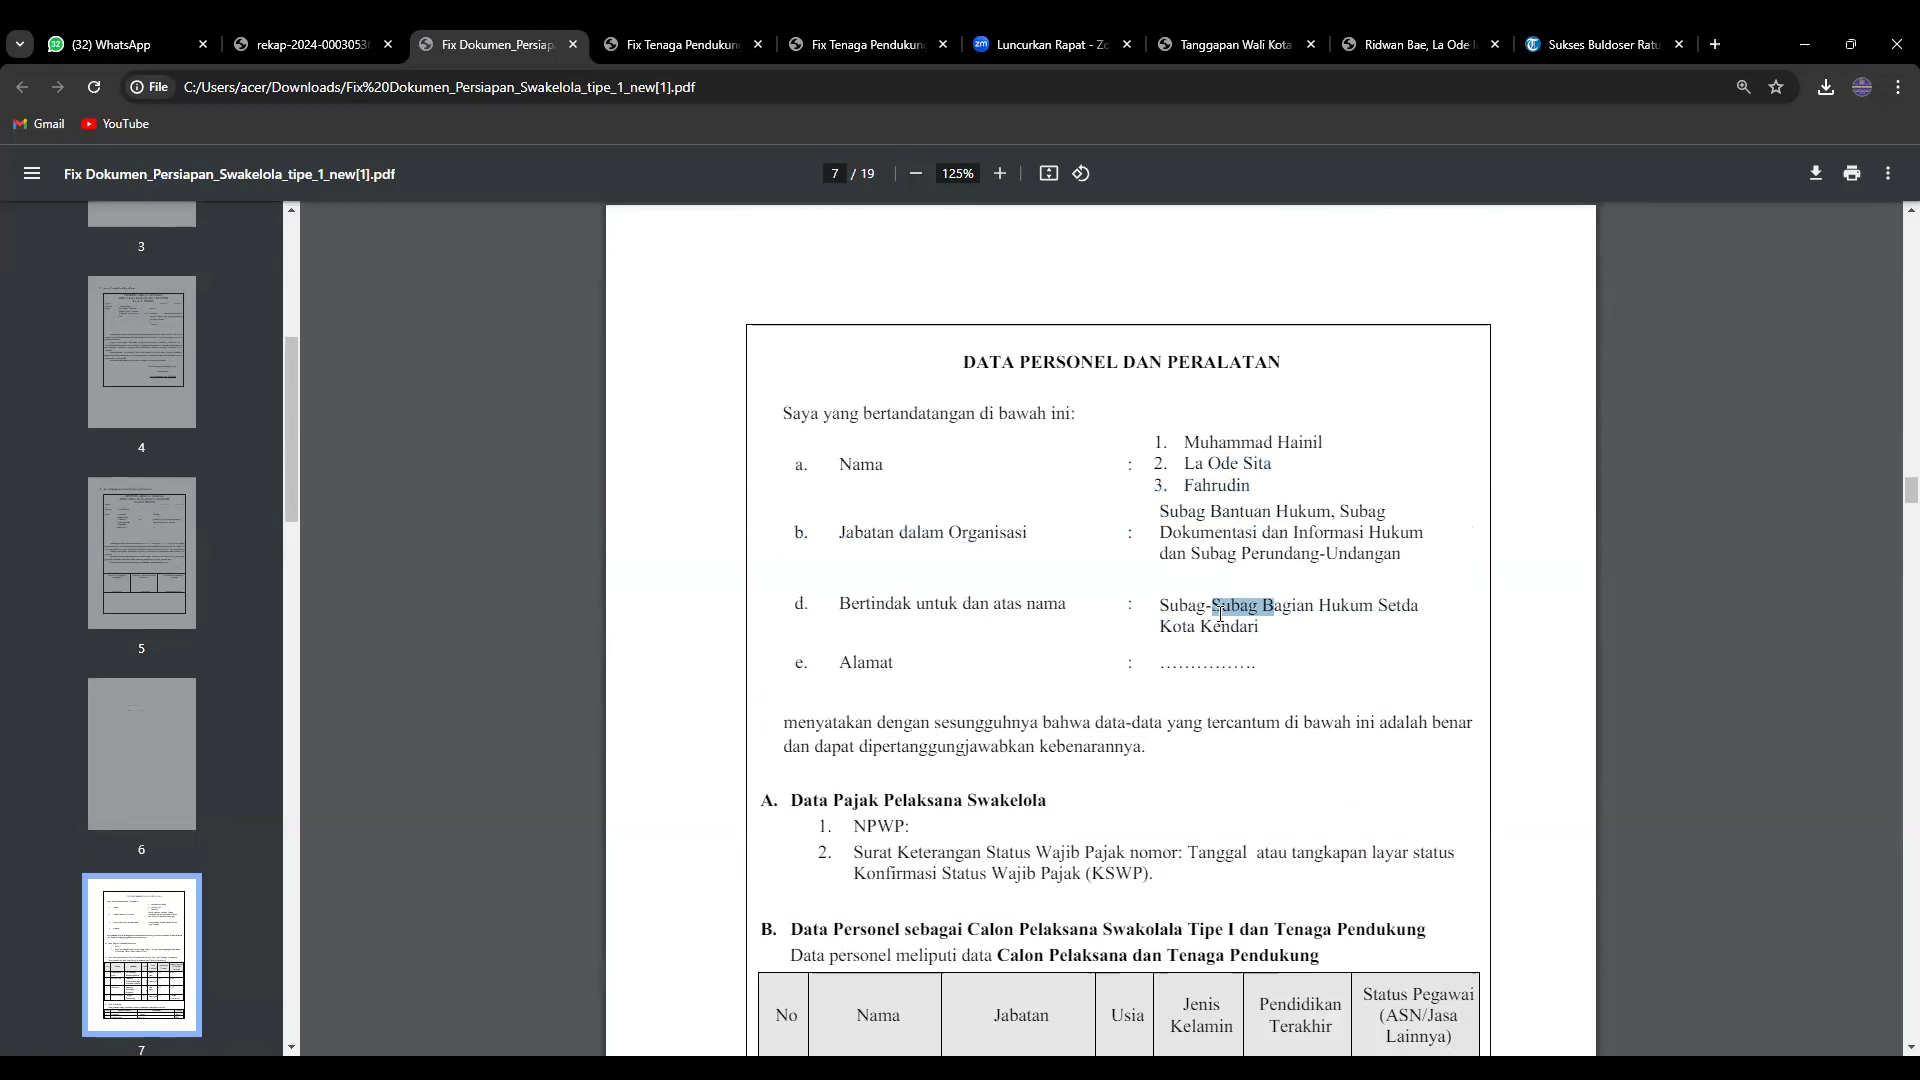 (32) WhatsApp
rekap-2024-00030536
Fix Dokumen_Persiap
Fix Tenaga Pendukun
Fix Tenaga Pendukun
zm Luncurkan Rapat - Zo
Tanggapan Wali Kota
Ridwan Bae, La Ode I
Sukses Buldoser Ratu
File C:/Users/acer/Downloads/Fix%20Dokumen_Persiapan_Swakelola_tipe_1_new[1].pdf
Gmail YouTube
Fix Dokumen_Persiapan_Swakelola_tipe_1_new[1].pdf 7 / 19 125%
3
4
5
6
7
DATA PERSONEL DAN PERALATAN
Saya yang bertandatangan di bawah ini:
a. Nama : 1. Muhammad Hainil
2. La Ode Sita
3. Fahrudin
b. Jabatan dalam Organisasi : Subag Bantuan Hukum, Subag
Dokumentasi dan Informasi Hukum
dan Subag Perundang-Undangan
d. Bertindak untuk dan atas nama : Subag-Subag Bagian Hukum Setda
Kota Kendari
e. Alamat : …………….
menyatakan dengan sesungguhnya bahwa data-data yang tercantum di bawah ini adalah benar
dan dapat dipertanggungjawabkan kebenarannya.
A. Data Pajak Pelaksana Swakelola
1. NPWP:
2. Surat Keterangan Status Wajib Pajak nomor: Tanggal atau tangkapan layar status
Konfirmasi Status Wajib Pajak (KSWP).
B. Data Personel sebagai Calon Pelaksana Swakolala Tipe I dan Tenaga Pendukung
Data personel meliputi data Calon Pelaksana dan Tenaga Pendukung
No
Nama
Jabatan
Usia
Jenis
Kelamin
Pendidikan
Terakhir
Status Pegawai
(ASN/Jasa
Lainnya)